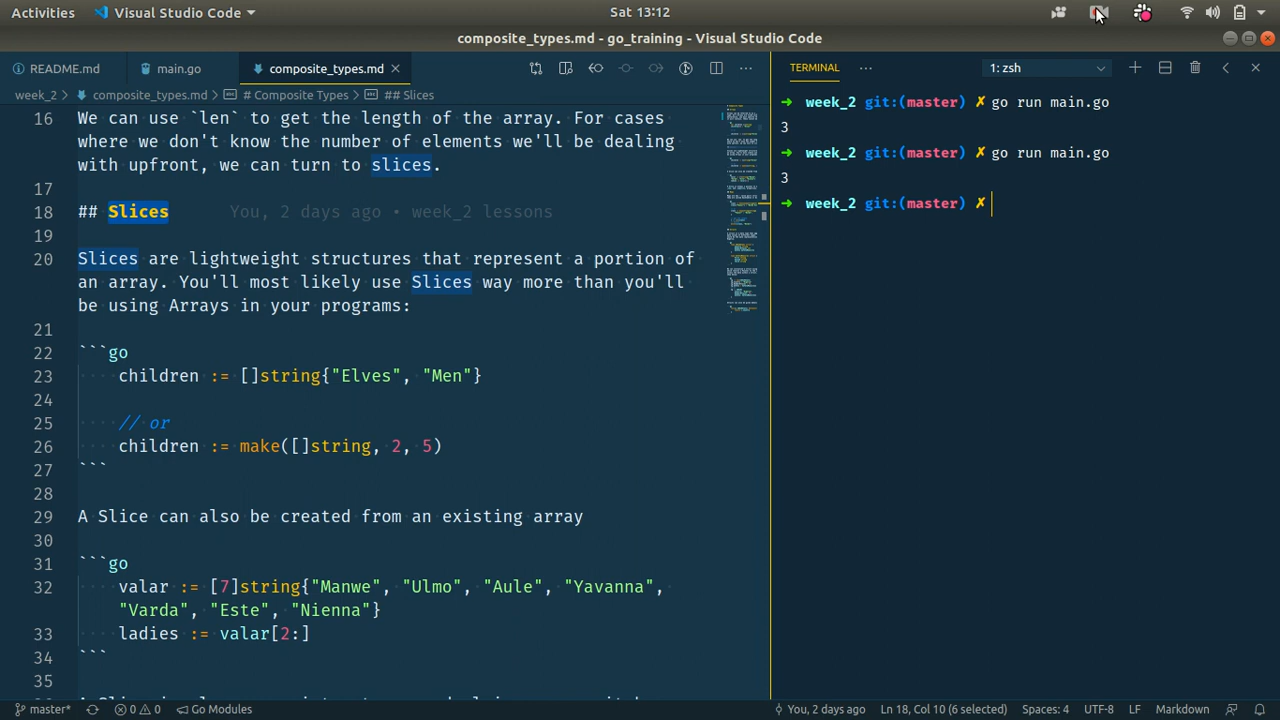 Activities Visual Studio Code Sat 13:12
composite_types.md - go_training - Visual Studio Code
README.md main.go composite_types.md
week_2 > composite_types.md > # Composite Types > ## Slices
16 We can use `len` to get the length of the array. For cases
where we don't know the number of elements we'll be dealing
with upfront, we can turn to slices.
17
18 ## Slices You, 2 days ago • week_2 lessons
19
20 Slices are lightweight structures that represent a portion of
an array. You'll most likely use Slices way more than you'll
be using Arrays in your programs:
21
22 ```go
23 children := []string{"Elves", "Men"}
24
25 // or
26 children := make([]string, 2, 5)
27 ```
28
29 A Slice can also be created from an existing array
30
31 ```go
32 valar := [7]string{"Manwe", "Ulmo", "Aule", "Yavanna",
"Varda", "Este", "Nienna"}
33 ladies := valar[2:]
34 ```
35
TERMINAL ··· 1: zsh
➜ week_2 git:(master) ✗ go run main.go
3
➜ week_2 git:(master) ✗ go run main.go
3
➜ week_2 git:(master) ✗
master* 0 0 Go Modules You, 2 days ago Ln 18, Col 10 (6 selected) Spaces: 4 UTF-8 LF Markdown